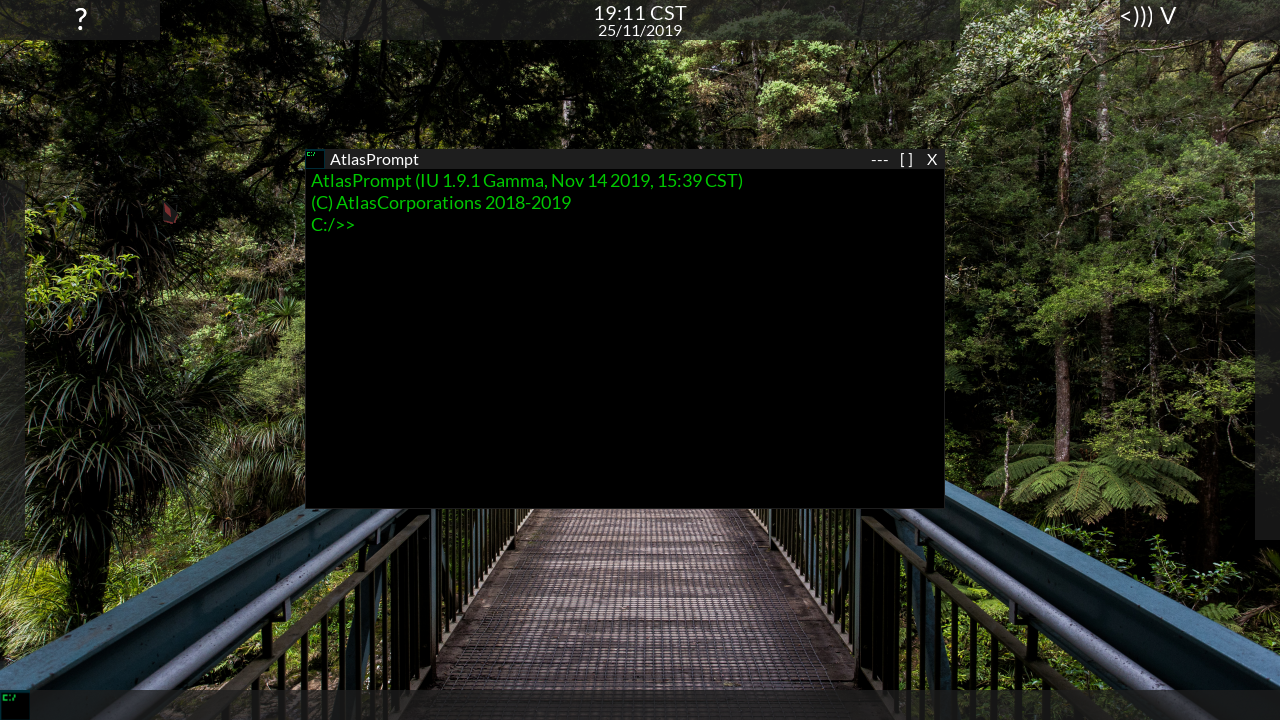 ?
19:11 CST
25/11/2019
<))) V
C:/ AtlasPrompt --- [ ] X
AtlasPrompt (IU 1.9.1 Gamma, Nov 14 2019, 15:39 CST)
(C) AtlasCorporations 2018-2019
C:/>>
C:/